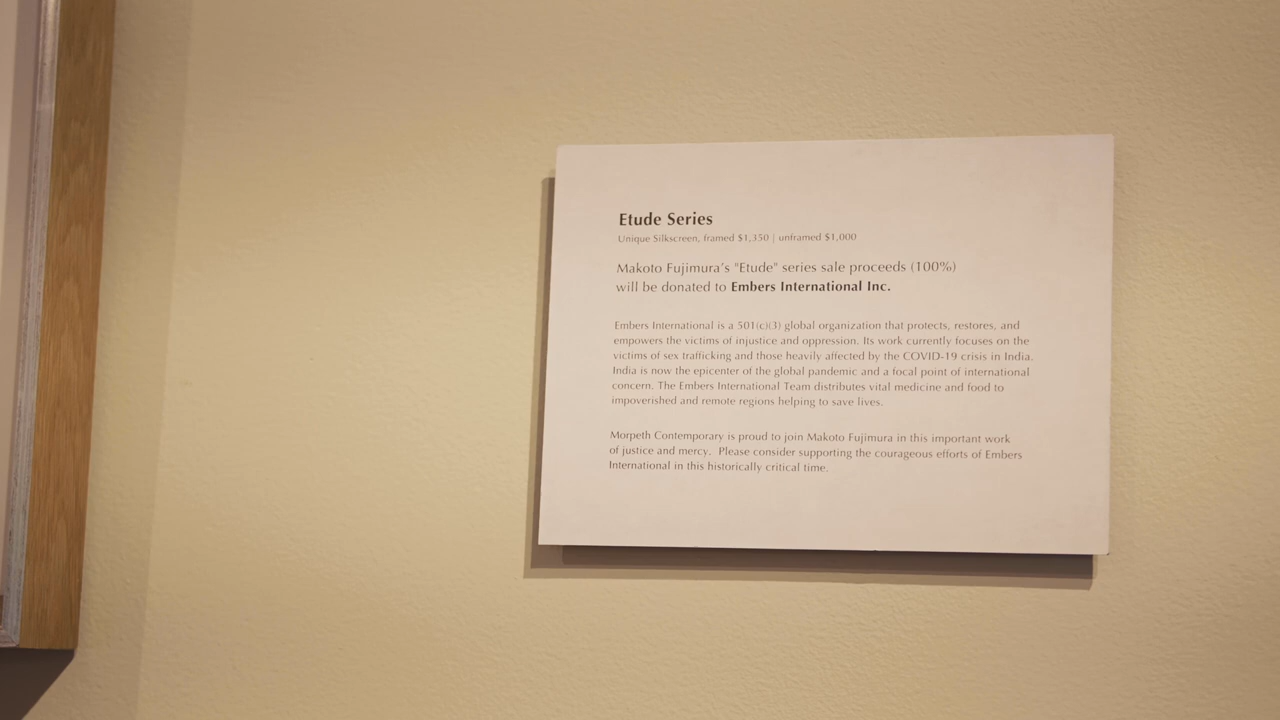 Etude Series
Unique Silkscreen, framed $1,350 | unframed $1,000
Makoto Fujimura's "Etude" series sale proceeds (100%)
will be donated to Embers International Inc.
Embers International is a 501(c)(3) global organization that protects, restores, and
empowers the victims of injustice and oppression. Its work currently focuses on the
victims of sex trafficking and those heavily affected by the COVID-19 crisis in India.
India is now the epicenter of the global pandemic and a focal point of international
concern. The Embers International Team distributes vital medicine and food to
impoverished and remote regions helping to save lives.
Morpeth Contemporary is proud to join Makoto Fujimura in this important work
of justice and mercy.  Please consider supporting the courageous efforts of Embers
International in this historically critical time.